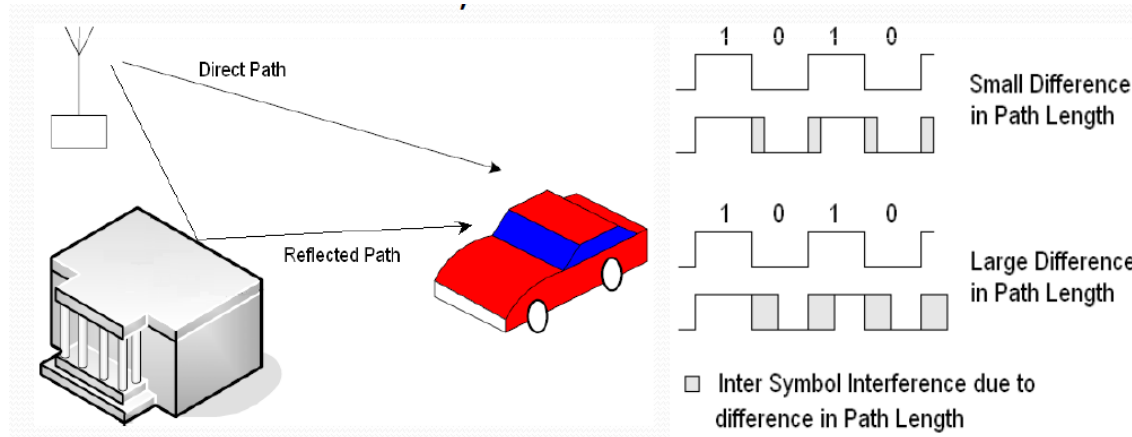 Direct Path
Reflected Path
1 0 1 0
Small Difference
in Path Length
1 0 1 0
Large Difference
in Path Length
Inter Symbol Interference due to
difference in Path Length